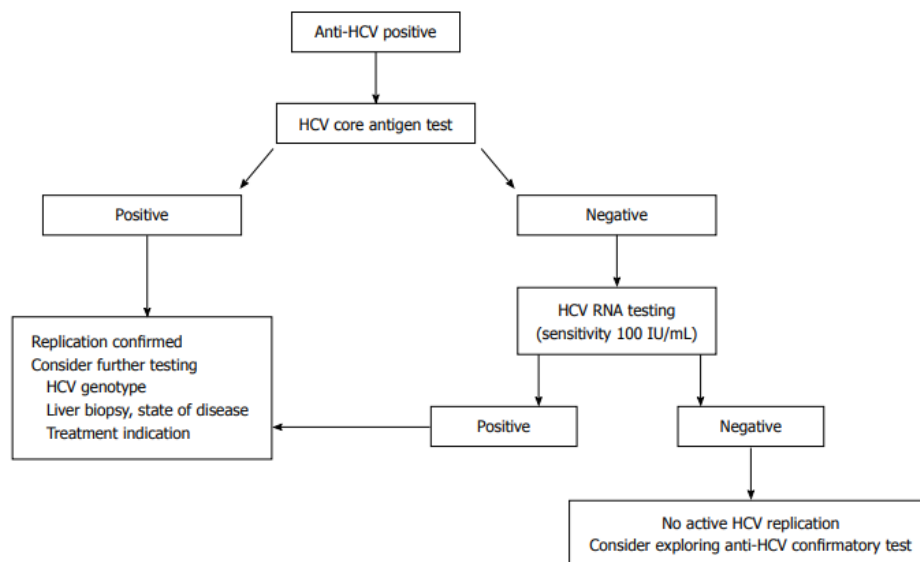 Anti-HCV positive
HCV core antigen test
Positive
Negative
HCV RNA testing
(sensitivity 100 IU/mL)
Replication confirmed
Consider further testing
HCV genotype
Liver biopsy, state of disease
Treatment indication
Positive
Negative
No active HCV replication
Consider exploring anti-HCV confirmatory test